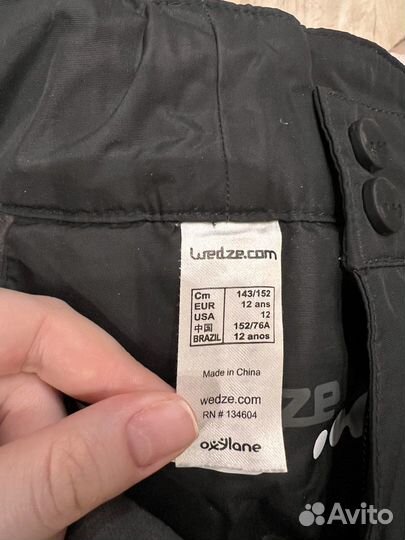 wedze.com
Cm 143/152
EUR 12 ans
USA 12
中国 152/76A
BRAZIL 12 anos
Made in China
wedze.com
RN # 134604
oxylane
Avito